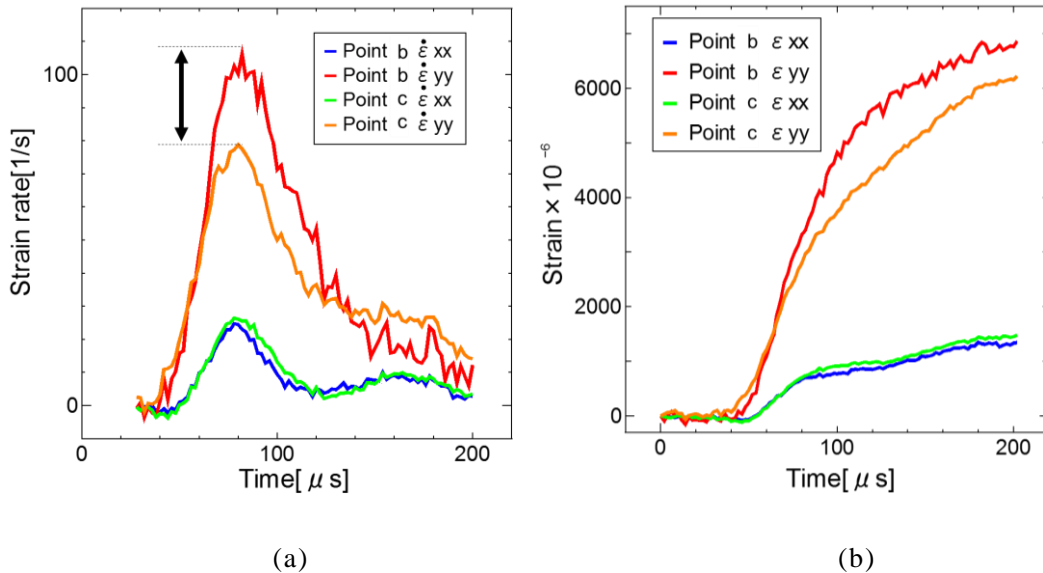 (a)
Strain rate[1/s]
100
0
Point b ε̇ xx
Point b ε̇ yy
Point c ε̇ xx
Point c ε̇ yy
0
100
200
Time[ μ s]
(b)
Strain × 10⁻⁶
6000
4000
2000
0
Point b ε xx
Point b ε yy
Point c ε xx
Point c ε yy
0
100
200
Time[ μ s]
(a)
(b)